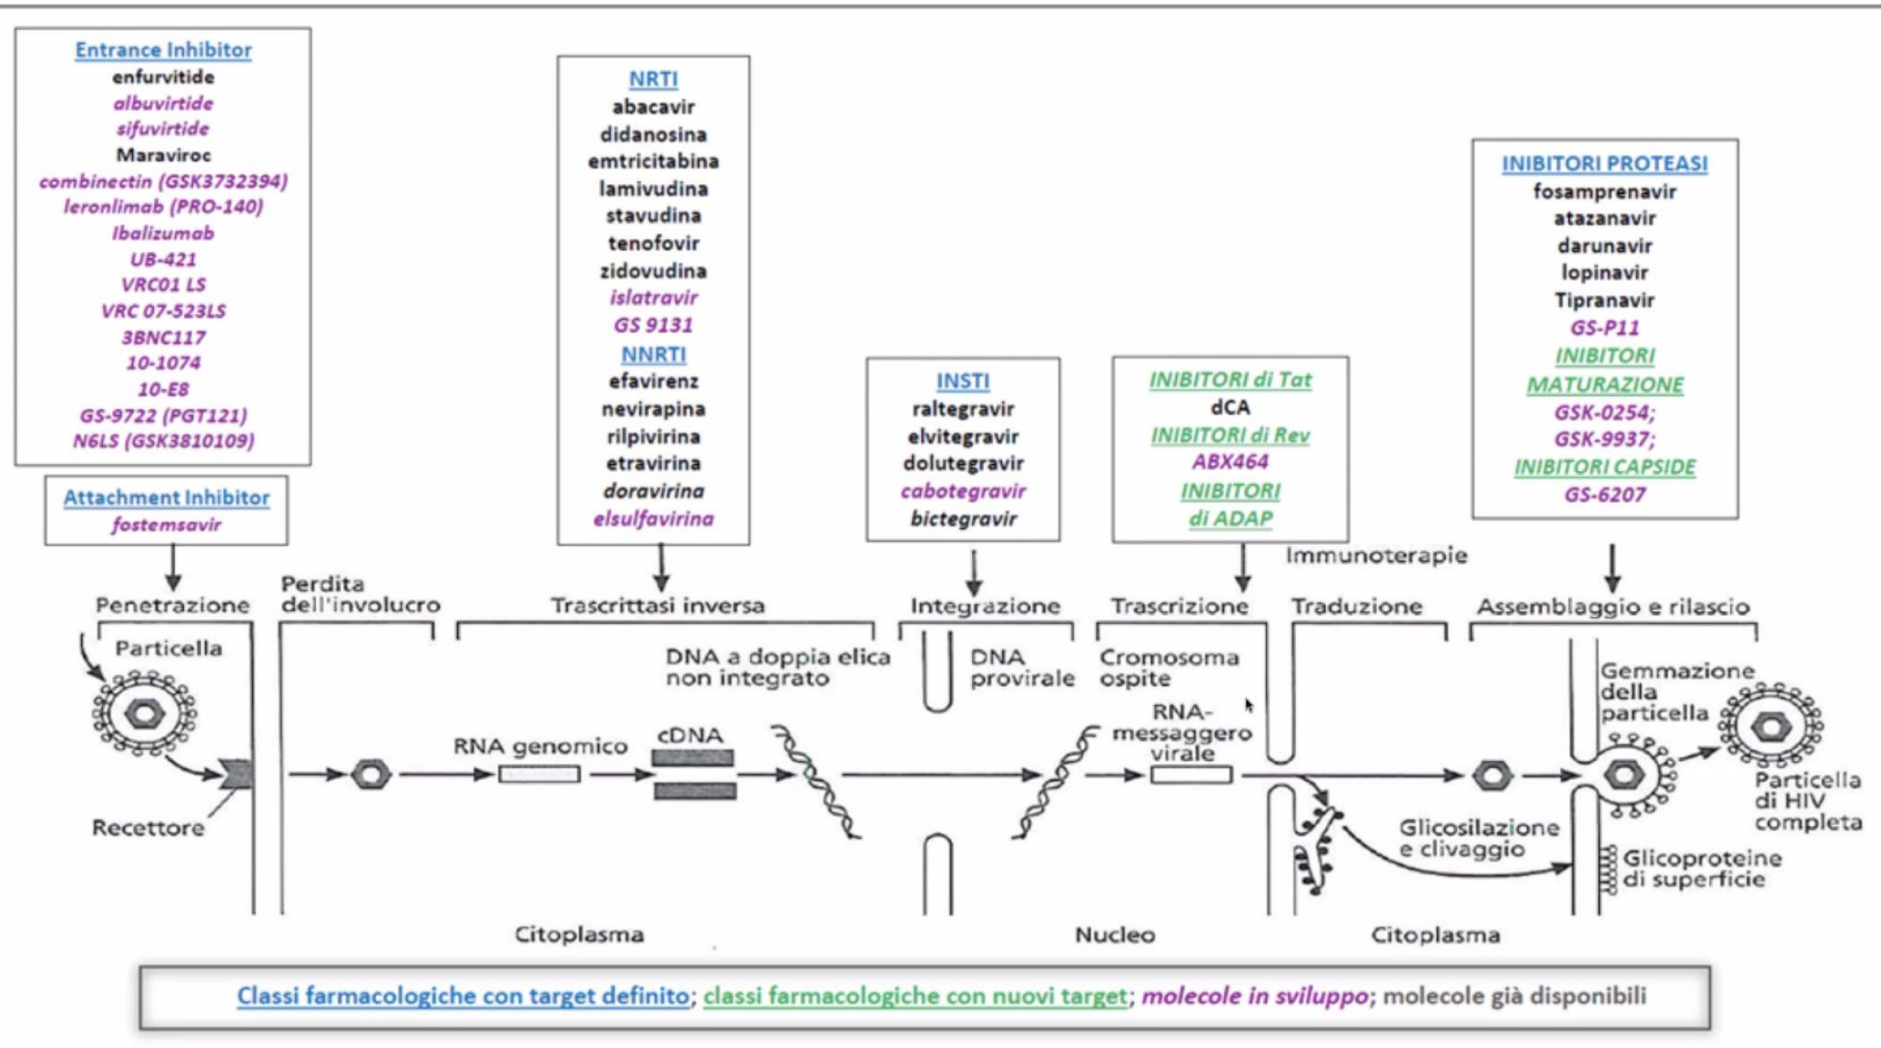 Entrance Inhibitor
enfurvitide
albuvirtide
sifuvirtide
Maraviroc
combinectin (GSK3732394)
leronlimab (PRO-140)
Ibalizumab
UB-421
VRC01 LS
VRC 07-523LS
3BNC117
10-1074
10-E8
GS-9722 (PGT121)
N6LS (GSK3810109)
Attachment Inhibitor
fostemsavir
NRTI
abacavir
didanosina
emtricitabina
lamivudina
stavudina
tenofovir
zidovudina
islatravir
GS 9131
NNRTI
efavirenz
nevirapina
rilpivirina
etravirina
doravirina
elsulfavirina
INSTI
raltegravir
elvitegravir
dolutegravir
cabotegravir
bictegravir
INIBITORI di Tat
dCA
INIBITORI di Rev
ABX464
INIBITORI
di ADAP
Immunoterapie
INIBITORI PROTEASI
fosamprenavir
atazanavir
darunavir
lopinavir
Tipranavir
GS-P11
INIBITORI
MATURAZIONE
GSK-0254;
GSK-9937;
INIBITORI CAPSIDE
GS-6207
Penetrazione
Perdita
dell'involucro
Trascrittasi inversa
Integrazione
Trascrizione
Traduzione
Assemblaggio e rilascio
Particella
Recettore
RNA genomico
cDNA
DNA a doppia elica
non integrato
DNA
provirale
Cromosoma
ospite
RNA-
messaggero
virale
Glicosilazione
e clivaggio
Gemmazione
della
particella
Particella
di HIV
completa
Glicoproteine
di superficie
Citoplasma
Nucleo
Citoplasma
Classi farmacologiche con target definito; classi farmacologiche con nuovi target; molecole in sviluppo; molecole già disponibili